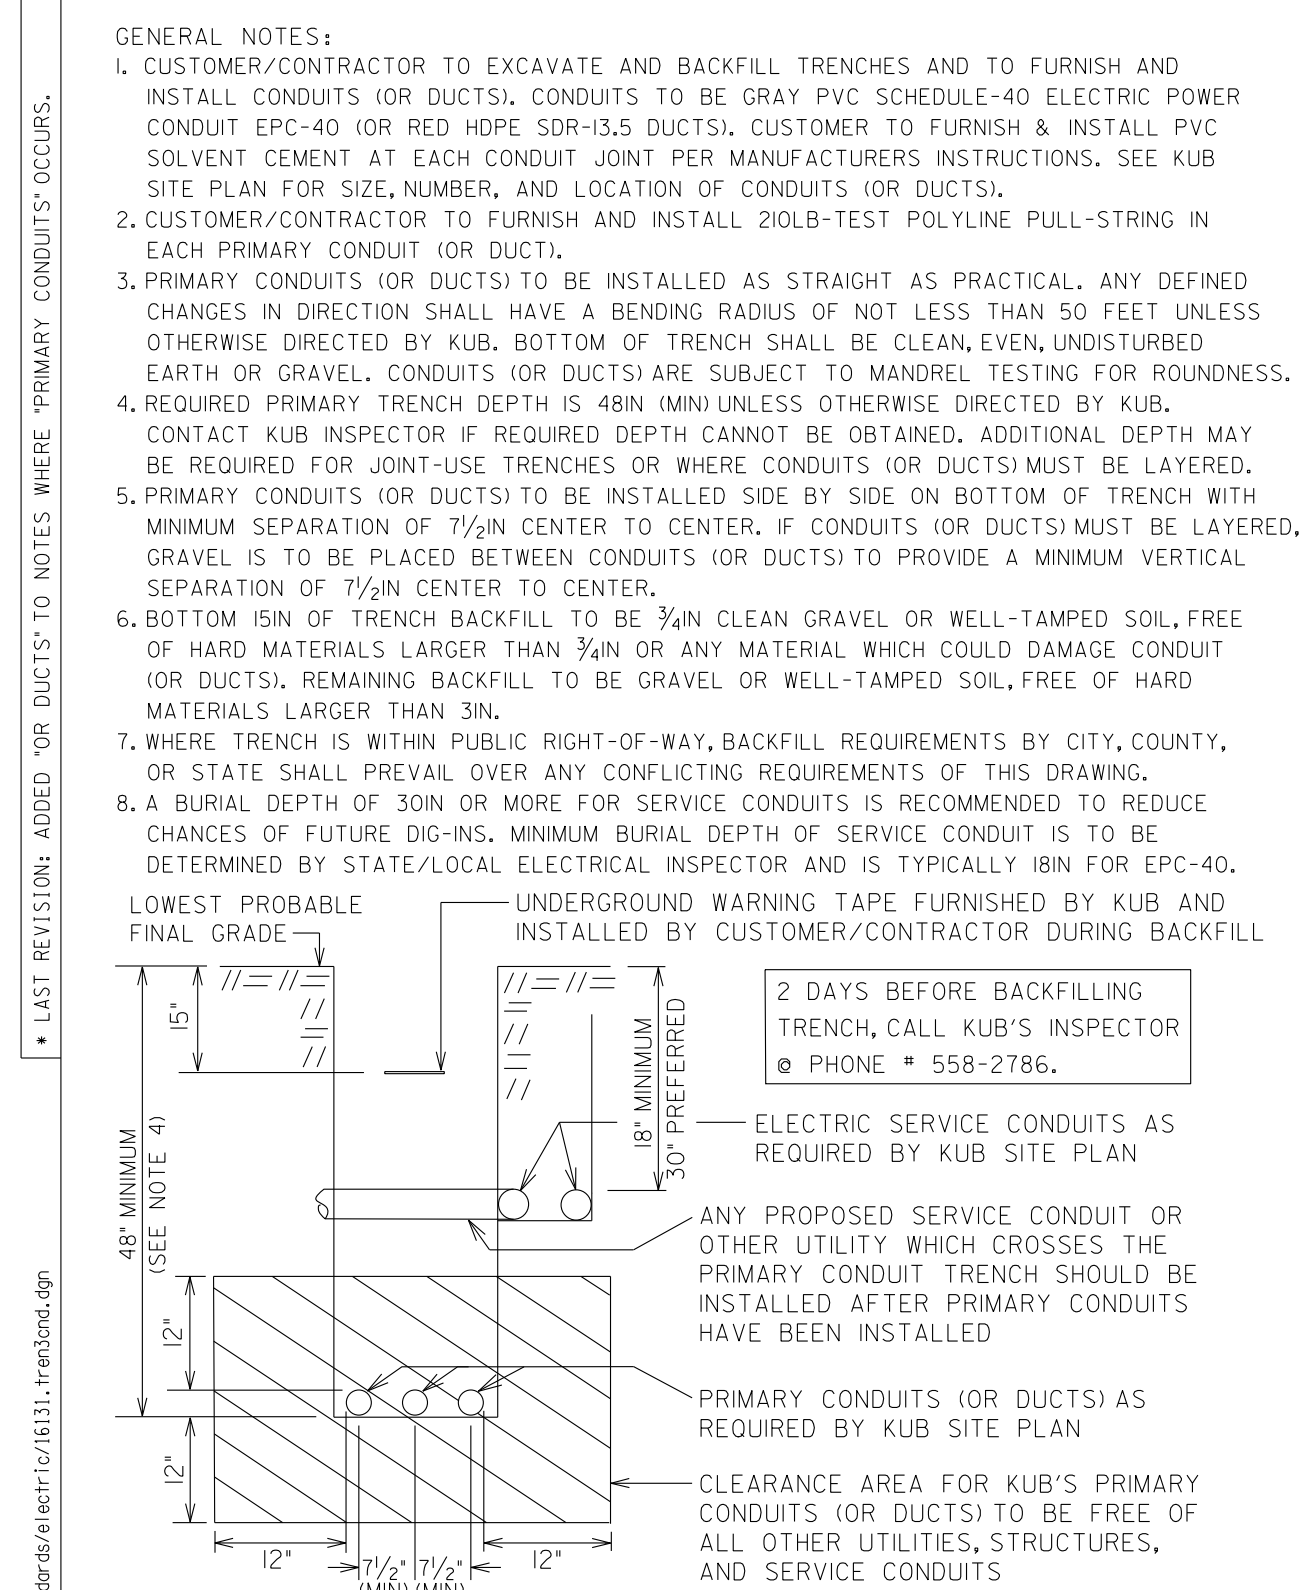 GENERAL NOTES:
1. CUSTOMER/CONTRACTOR TO EXCAVATE AND BACKFILL TRENCHES AND TO FURNISH AND
INSTALL CONDUITS (OR DUCTS). CONDUITS TO BE GRAY PVC SCHEDULE-40 ELECTRIC POWER
CONDUIT EPC-40 (OR RED HDPE SDR-13.5 DUCTS). CUSTOMER TO FURNISH & INSTALL PVC
SOLVENT CEMENT AT EACH CONDUIT JOINT PER MANUFACTURERS INSTRUCTIONS. SEE KUB
SITE PLAN FOR SIZE, NUMBER, AND LOCATION OF CONDUITS (OR DUCTS).
2. CUSTOMER/CONTRACTOR TO FURNISH AND INSTALL 210LB-TEST POLYLINE PULL-STRING IN
EACH PRIMARY CONDUIT (OR DUCT).
3. PRIMARY CONDUITS (OR DUCTS) TO BE INSTALLED AS STRAIGHT AS PRACTICAL. ANY DEFINED
CHANGES IN DIRECTION SHALL HAVE A BENDING RADIUS OF NOT LESS THAN 50 FEET UNLESS
OTHERWISE DIRECTED BY KUB. BOTTOM OF TRENCH SHALL BE CLEAN, EVEN, UNDISTURBED
EARTH OR GRAVEL. CONDUITS (OR DUCTS) ARE SUBJECT TO MANDREL TESTING FOR ROUNDNESS.
4. REQUIRED PRIMARY TRENCH DEPTH IS 48IN (MIN) UNLESS OTHERWISE DIRECTED BY KUB.
CONTACT KUB INSPECTOR IF REQUIRED DEPTH CANNOT BE OBTAINED. ADDITIONAL DEPTH MAY
BE REQUIRED FOR JOINT-USE TRENCHES OR WHERE CONDUITS (OR DUCTS) MUST BE LAYERED.
5. PRIMARY CONDUITS (OR DUCTS) TO BE INSTALLED SIDE BY SIDE ON BOTTOM OF TRENCH WITH
MINIMUM SEPARATION OF 7½IN CENTER TO CENTER. IF CONDUITS (OR DUCTS) MUST BE LAYERED,
GRAVEL IS TO BE PLACED BETWEEN CONDUITS (OR DUCTS) TO PROVIDE A MINIMUM VERTICAL
SEPARATION OF 7½IN CENTER TO CENTER.
6. BOTTOM 15IN OF TRENCH BACKFILL TO BE ¾IN CLEAN GRAVEL OR WELL-TAMPED SOIL, FREE
OF HARD MATERIALS LARGER THAN ¾IN OR ANY MATERIAL WHICH COULD DAMAGE CONDUIT
(OR DUCTS). REMAINING BACKFILL TO BE GRAVEL OR WELL-TAMPED SOIL, FREE OF HARD
MATERIALS LARGER THAN 3IN.
7. WHERE TRENCH IS WITHIN PUBLIC RIGHT-OF-WAY, BACKFILL REQUIREMENTS BY CITY, COUNTY,
OR STATE SHALL PREVAIL OVER ANY CONFLICTING REQUIREMENTS OF THIS DRAWING.
8. A BURIAL DEPTH OF 30IN OR MORE FOR SERVICE CONDUITS IS RECOMMENDED TO REDUCE
CHANCES OF FUTURE DIG-INS. MINIMUM BURIAL DEPTH OF SERVICE CONDUIT IS TO BE
DETERMINED BY STATE/LOCAL ELECTRICAL INSPECTOR AND IS TYPICALLY 18IN FOR EPC-40.
LOWEST PROBABLE
FINAL GRADE
UNDERGROUND WARNING TAPE FURNISHED BY KUB AND
INSTALLED BY CUSTOMER/CONTRACTOR DURING BACKFILL
2 DAYS BEFORE BACKFILLING
TRENCH, CALL KUB'S INSPECTOR
@ PHONE # 558-2786.
15"
18" MINIMUM
30" PREFERRED
ELECTRIC SERVICE CONDUITS AS
REQUIRED BY KUB SITE PLAN
48" MINIMUM
(SEE NOTE 4)
ANY PROPOSED SERVICE CONDUIT OR
OTHER UTILITY WHICH CROSSES THE
PRIMARY CONDUIT TRENCH SHOULD BE
INSTALLED AFTER PRIMARY CONDUITS
HAVE BEEN INSTALLED
12"
PRIMARY CONDUITS (OR DUCTS) AS
REQUIRED BY KUB SITE PLAN
12"
CLEARANCE AREA FOR KUB'S PRIMARY
CONDUITS (OR DUCTS) TO BE FREE OF
ALL OTHER UTILITIES, STRUCTURES,
AND SERVICE CONDUITS
12"
7½" 7½"
(MIN) (MIN)
12"
* LAST REVISION: ADDED "OR DUCTS" TO NOTES WHERE "PRIMARY CONDUITS" OCCURS.
dards/electric/16131.tren3cnd.dgn